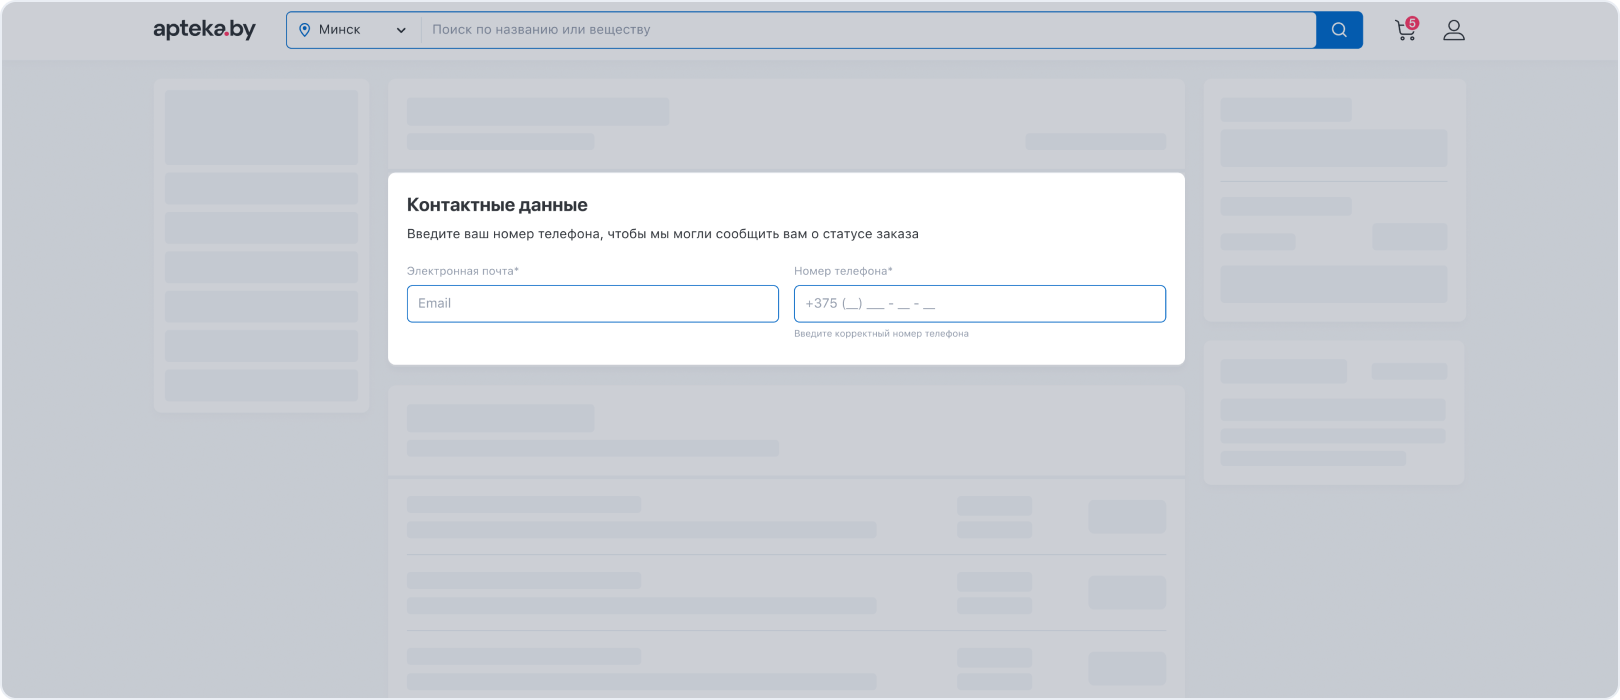 apteka.by
Минск
Поиск по названию или веществу
5
Контактные данные
Введите ваш номер телефона, чтобы мы могли сообщить вам о статусе заказа
Электронная почта*
Номер телефона*
Email
+375 (__) ___ - __ - __
Введите корректный номер телефона